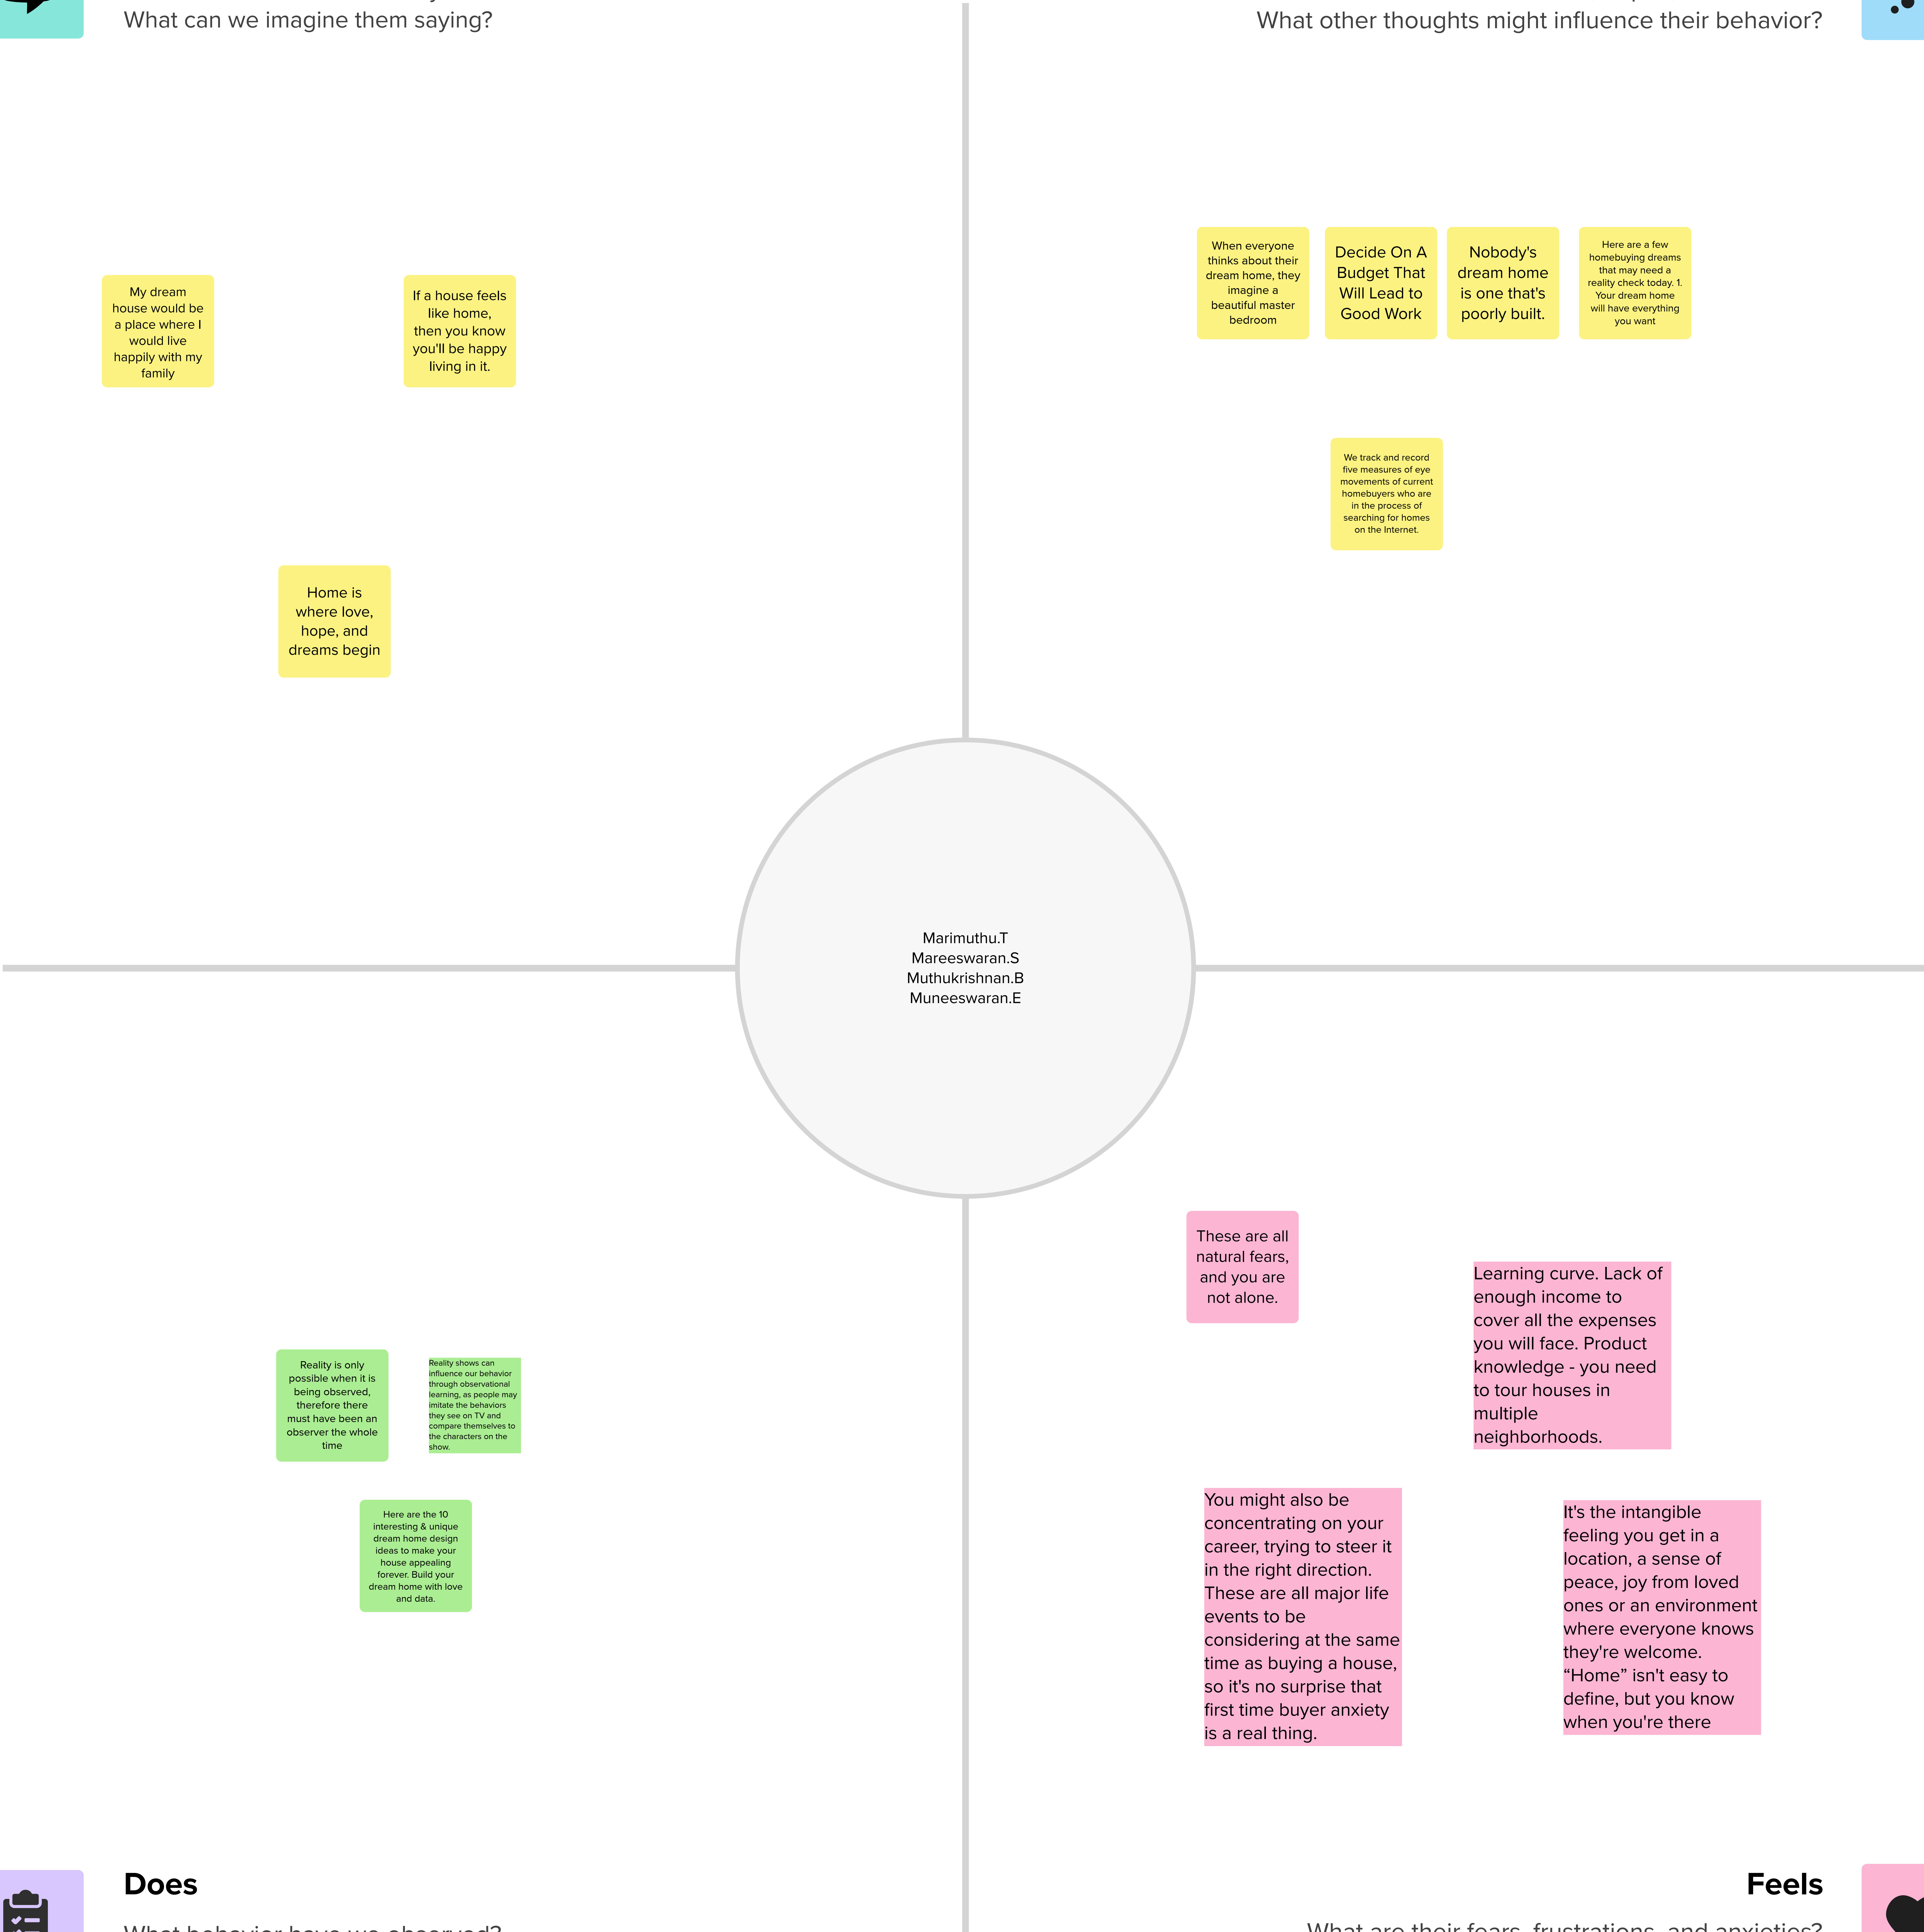 What can we imagine them saying?
What other thoughts might influence their behavior?
My dream
house would be
a place where I
would live
happily with my
family
If a house feels
like home,
then you know
you'll be happy
living in it.
Home is
where love,
hope, and
dreams begin
When everyone
thinks about their
dream home, they
imagine a
beautiful master
bedroom
Decide On A
Budget That
Will Lead to
Good Work
Nobody's
dream home
is one that's
poorly built.
Here are a few
homebuying dreams
that may need a
reality check today. 1.
Your dream home
will have everything
you want
We track and record
five measures of eye
movements of current
homebuyers who are
in the process of
searching for homes
on the Internet.
Marimuthu.T
Mareeswaran.S
Muthukrishnan.B
Muneeswaran.E
Reality is only
possible when it is
being observed,
therefore there
must have been an
observer the whole
time
Reality shows can
influence our behavior
through observational
learning, as people may
imitate the behaviors
they see on TV and
compare themselves to
the characters on the
show.
Here are the 10
interesting & unique
dream home design
ideas to make your
house appealing
forever. Build your
dream home with love
and data.
These are all
natural fears,
and you are
not alone.
Learning curve. Lack of
enough income to
cover all the expenses
you will face. Product
knowledge - you need
to tour houses in
multiple
neighborhoods.
You might also be
concentrating on your
career, trying to steer it
in the right direction.
These are all major life
events to be
considering at the same
time as buying a house,
so it's no surprise that
first time buyer anxiety
is a real thing.
It's the intangible
feeling you get in a
location, a sense of
peace, joy from loved
ones or an environment
where everyone knows
they're welcome.
“Home” isn't easy to
define, but you know
when you're there
Does
What behavior have we observed?
Feels
What are their fears, frustrations, and anxieties?